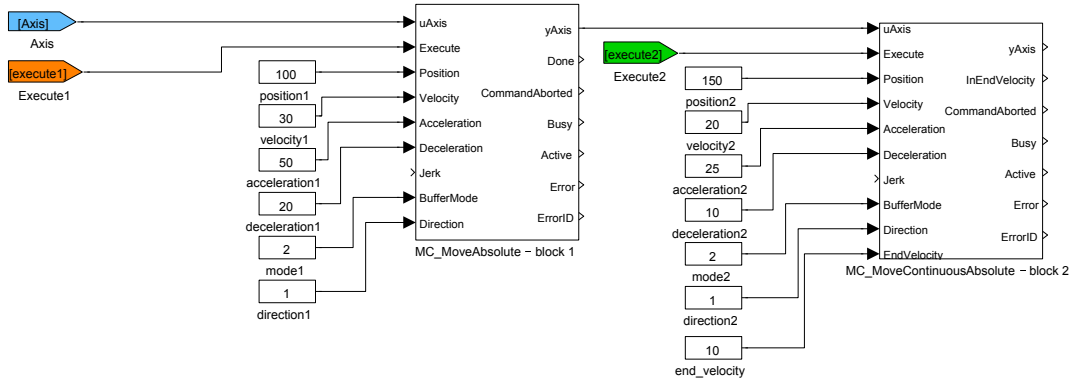 [Axis]
Axis
[execute1]
Execute1
100
position1
30
velocity1
50
acceleration1
20
deceleration1
2
mode1
1
direction1
uAxis
Execute
Position
Velocity
Acceleration
Deceleration
Jerk
BufferMode
Direction
yAxis
Done
CommandAborted
Busy
Active
Error
ErrorID
MC_MoveAbsolute − block 1
[execute2]
Execute2
150
position2
20
velocity2
25
acceleration2
10
deceleration2
2
mode2
1
direction2
10
end_velocity
uAxis
Execute
Position
Velocity
Acceleration
Deceleration
Jerk
BufferMode
Direction
EndVelocity
yAxis
InEndVelocity
CommandAborted
Busy
Active
Error
ErrorID
MC_MoveContinuousAbsolute − block 2